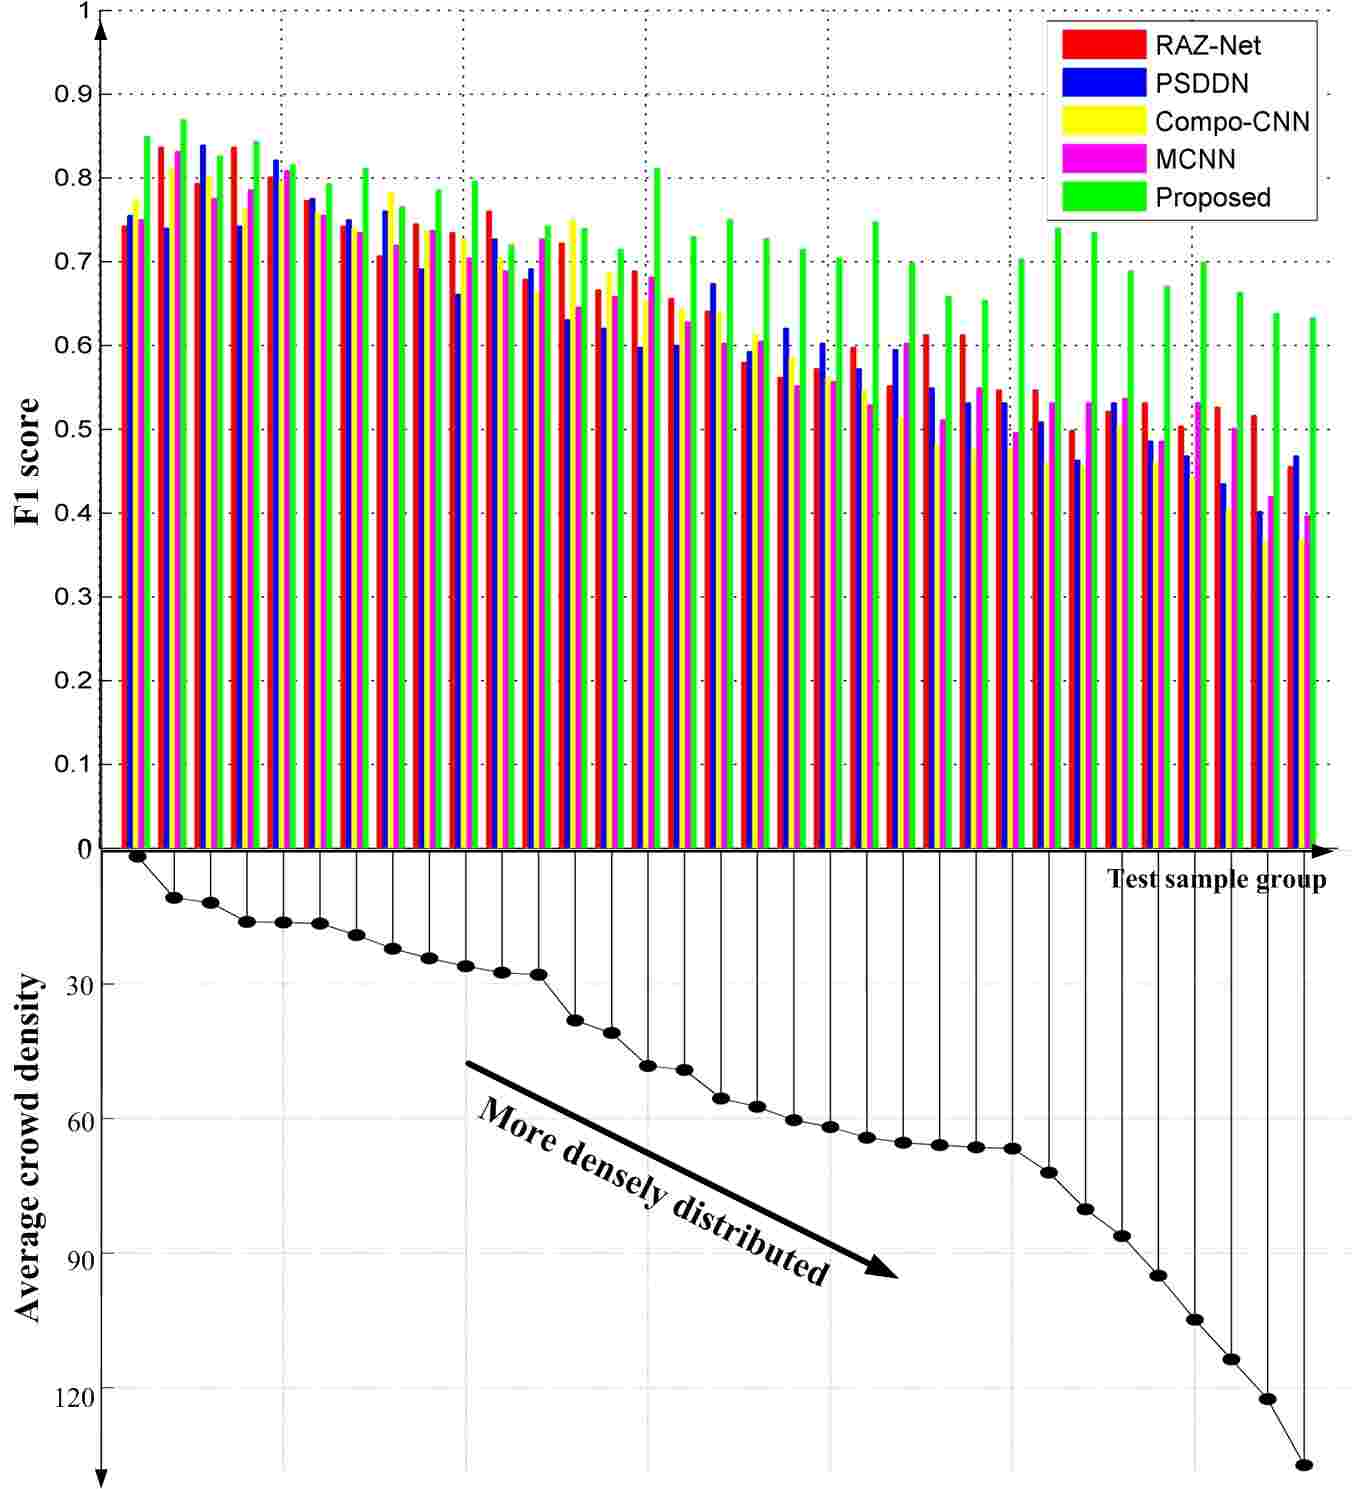 1
0.9
0.8
0.7
0.6
0.5
0.4
0.3
0.2
0.1
0
F1 score
RAZ-Net
PSDDN
Compo-CNN
MCNN
Proposed
Test sample group
30
60
90
120
Average crowd density
More densely distributed